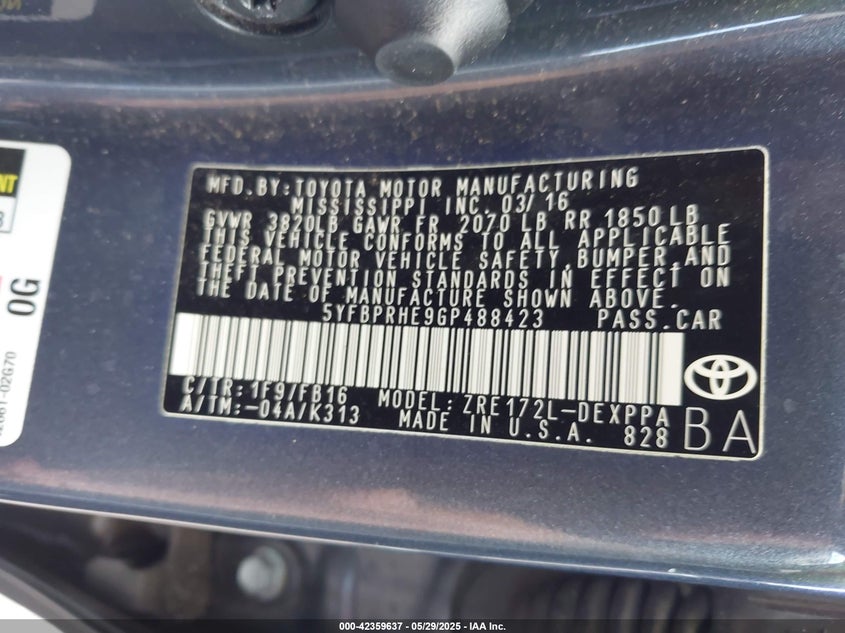 MFD. BY: TOYOTA MOTOR MANUFACTURING
MISSISSIPPI INC. 03/16
GVWR 3820LB GAWR FR 2070 LB RR 1850 LB
THIS VEHICLE CONFORMS TO ALL APPLICABLE
FEDERAL MOTOR VEHICLE SAFETY, BUMPER, AND
THEFT PREVENTION STANDARDS IN EFFECT ON
THE DATE OF MANUFACTURE SHOWN ABOVE.
5YFBPRHE9GP488423 PASS. CAR
C/TR: 1F9/FB16 MODEL: ZRE172L-DEXPPA
A/TM: -04A/K313 MADE IN U.S.A. 828 BA
0G
-02G70
000-42359637 - 05/29/2025 - IAA Inc.